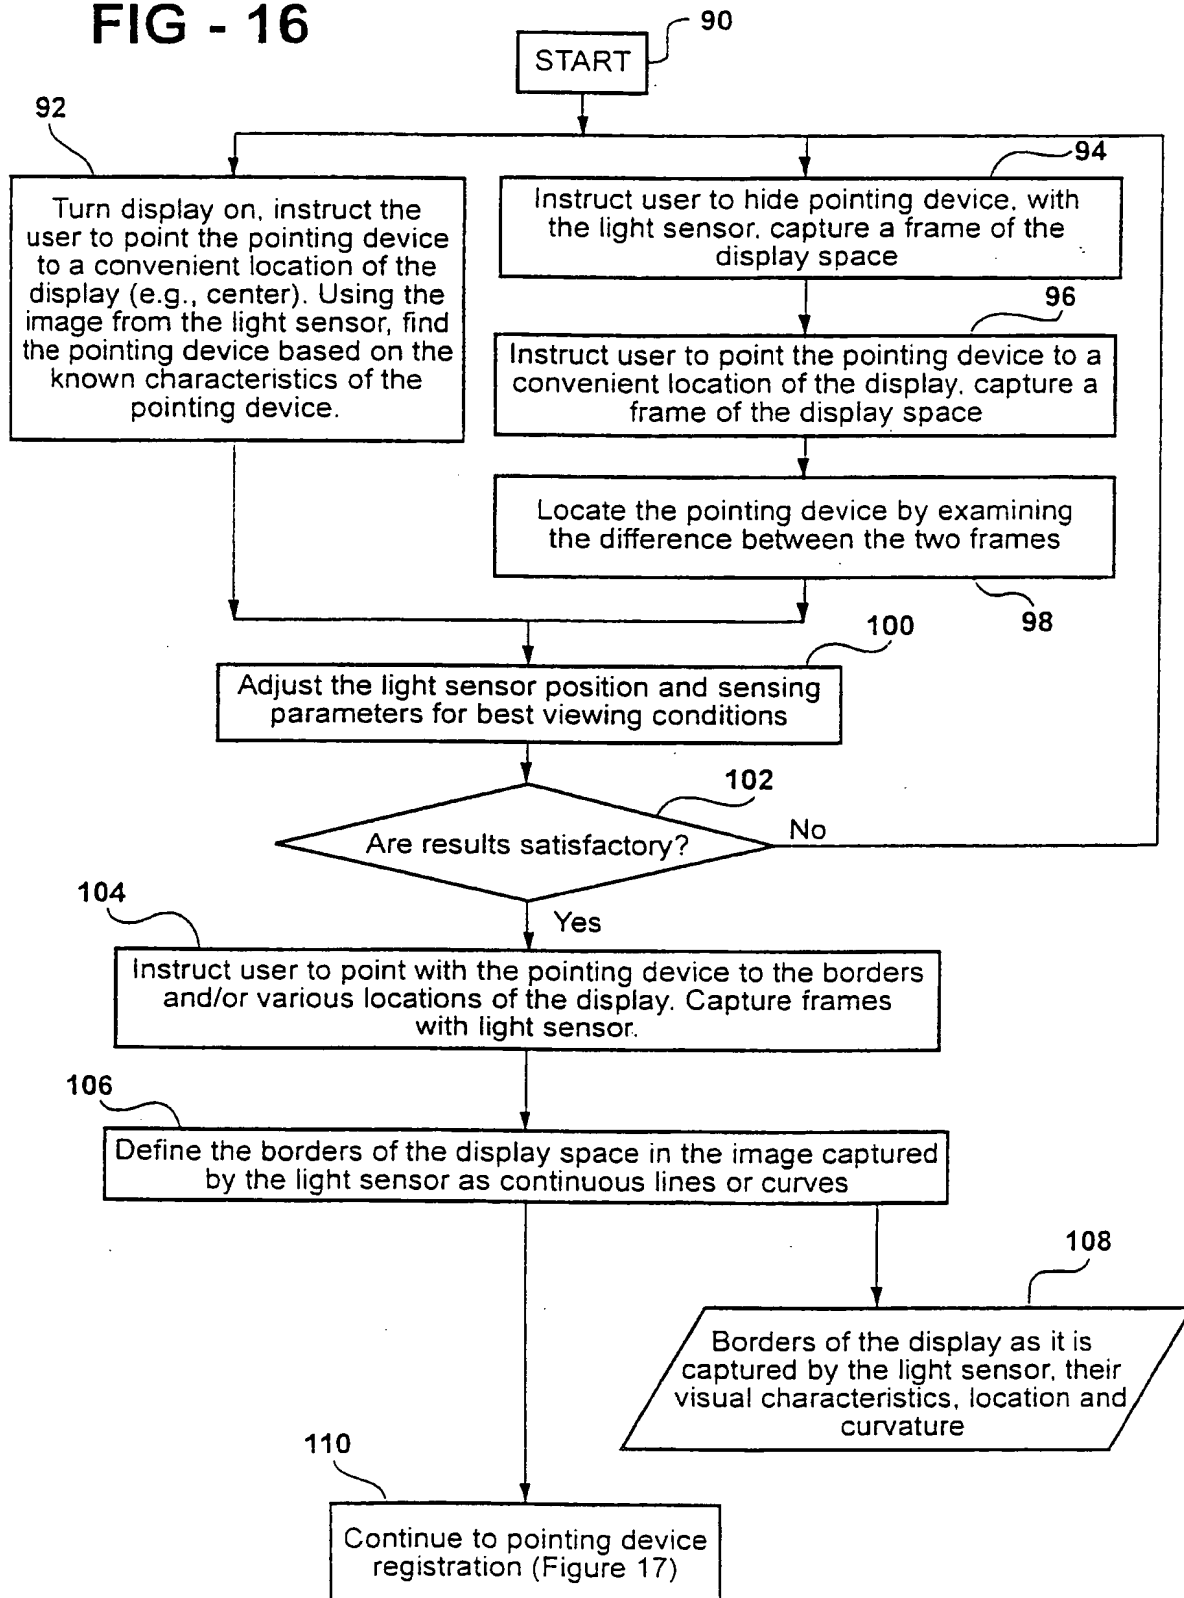 FIG - 16
90
START
92
94
Turn display on, instruct the
user to point the pointing device
to a convenient location of the
display (e.g., center). Using the
image from the light sensor, find
the pointing device based on the
known characteristics of the
pointing device.
Instruct user to hide pointing device, with
the light sensor, capture a frame of the
display space
96
Instruct user to point the pointing device to a
convenient location of the display, capture a
frame of the display space
Locate the pointing device by examining
the difference between the two frames
98
100
Adjust the light sensor position and sensing
parameters for best viewing conditions
102
Are results satisfactory?
No
Yes
104
Instruct user to point with the pointing device to the borders
and/or various locations of the display. Capture frames
with light sensor.
106
Define the borders of the display space in the image captured
by the light sensor as continuous lines or curves
108
Borders of the display as it is
captured by the light sensor, their
visual characteristics, location and
curvature
110
Continue to pointing device
registration (Figure 17)